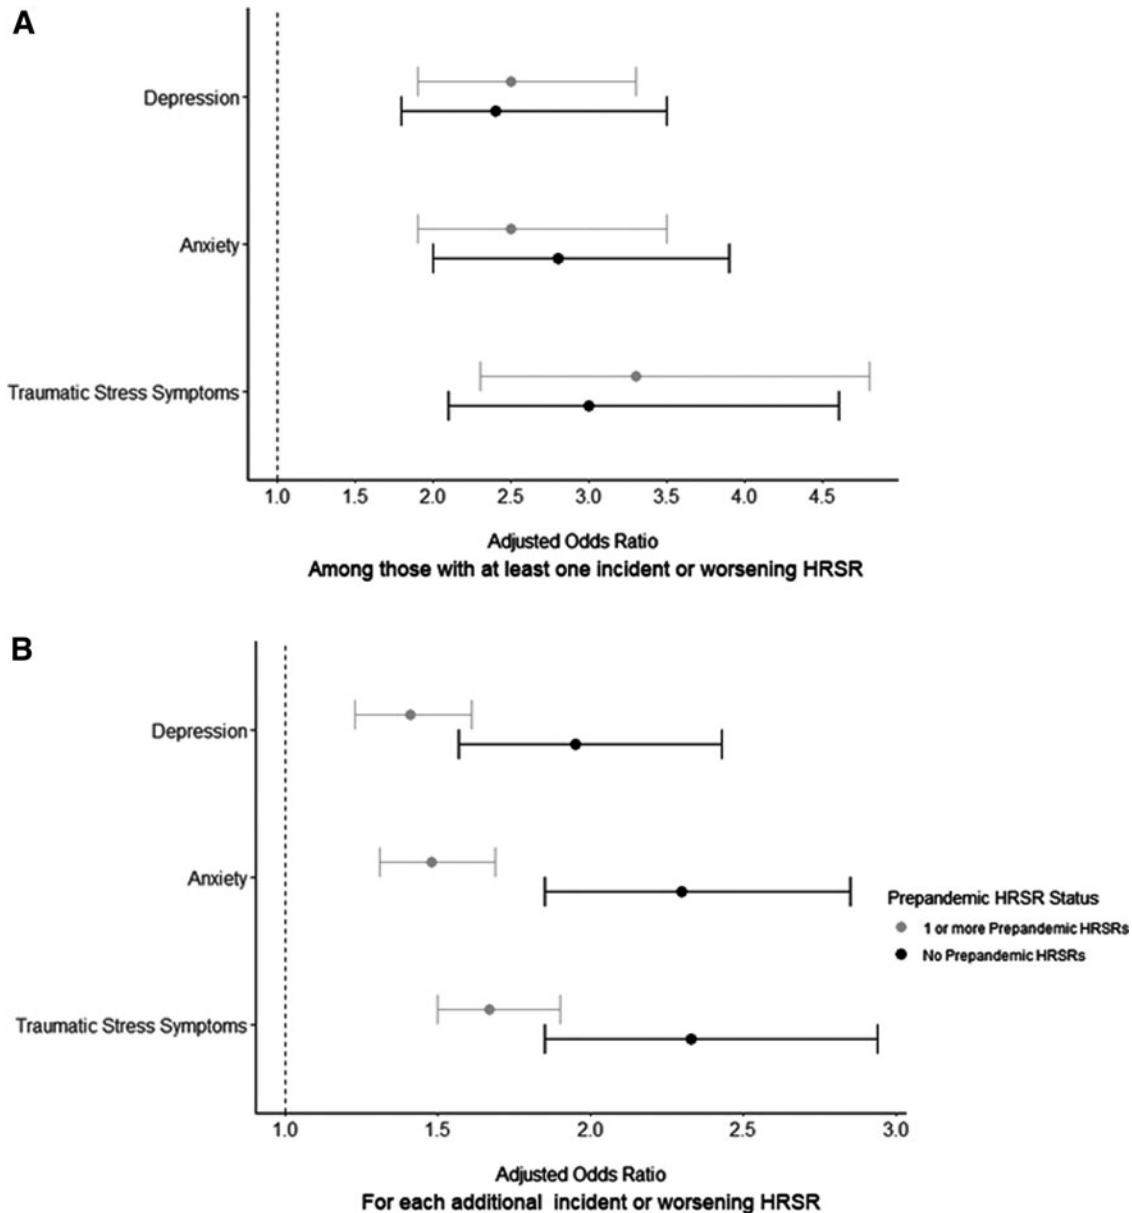 A
Depression
Anxiety
Traumatic Stress Symptoms
1.0 1.5 2.0 2.5 3.0 3.5 4.0 4.5
Adjusted Odds Ratio
Among those with at least one incident or worsening HRSR
B
Depression
Anxiety
Prepandemic HRSR Status
1 or more Prepandemic HRSRs
No Prepandemic HRSRs
Traumatic Stress Symptoms
1.0 1.5 2.0 2.5 3.0
Adjusted Odds Ratio
For each additional incident or worsening HRSR